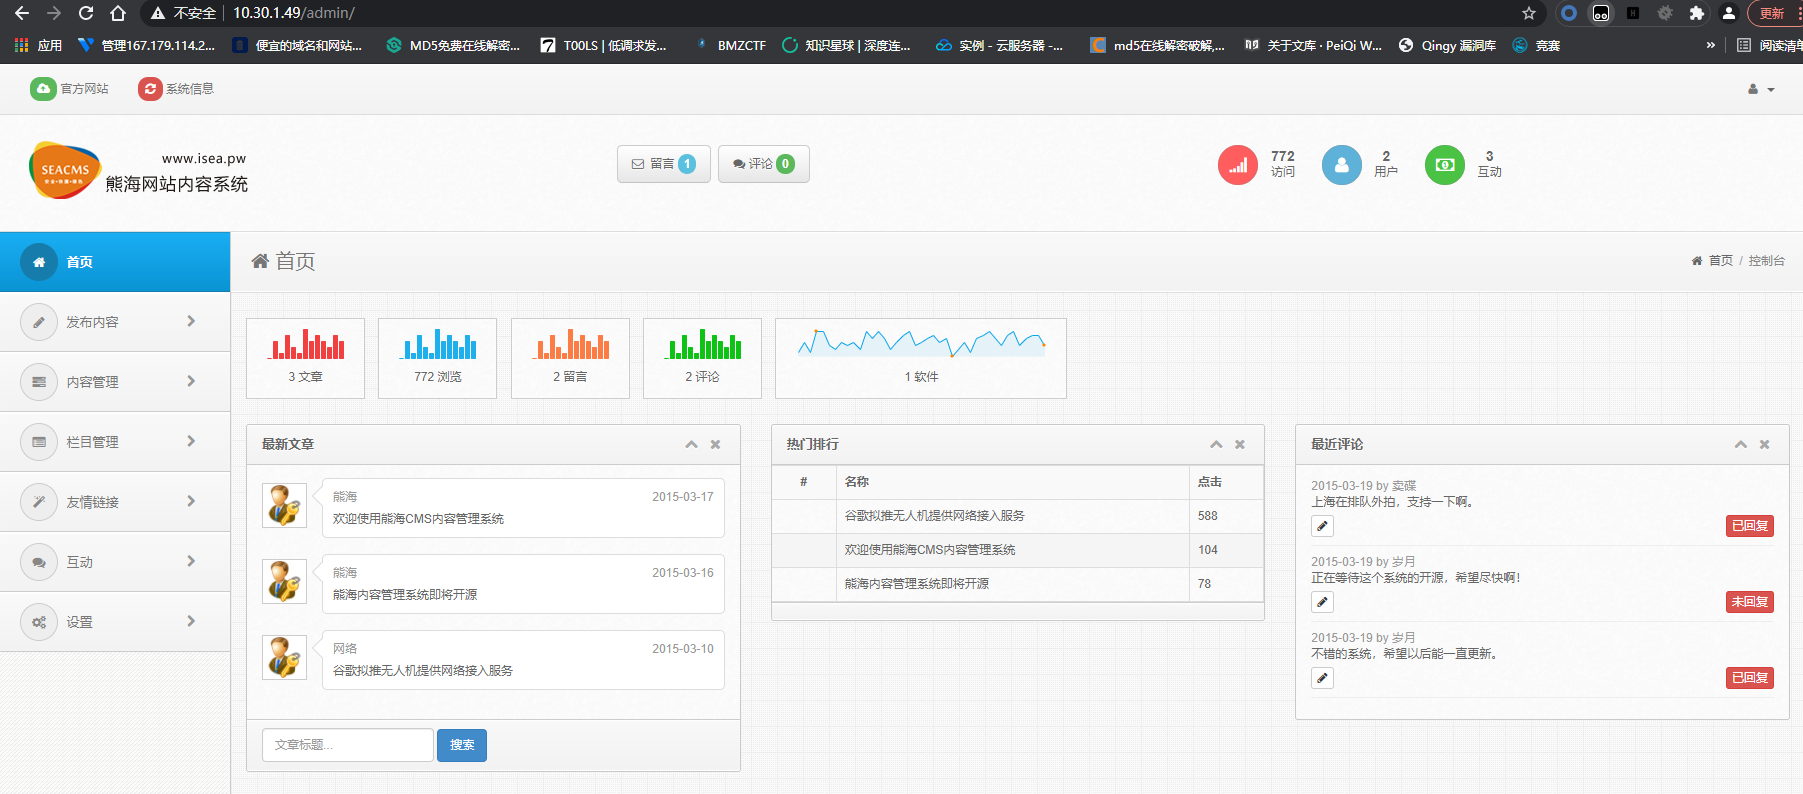 不安全 10.30.1.49/admin/ 更新
应用 管理167.179.114.2... 便宜的域名和网站... MD5免费在线解密... T00LS | 低调求发... BMZCTF 知识星球 | 深度连... 实例 - 云服务器 -... md5在线解密破解,... 关于文库 · PeiQi W... Qingy 漏洞库 竞赛 » 阅读清单
官方网站 系统信息
SEACMS www.isea.pw
熊海网站内容系统
留言 1 评论 0
772 访问 2 用户 3 互动
首页
发布内容
内容管理
栏目管理
友情链接
互动
设置
首页 首页 / 控制台
3 文章 772 浏览 2 留言 2 评论 1 软件
最新文章
熊海 2015-03-17
欢迎使用熊海CMS内容管理系统
熊海 2015-03-16
熊海内容管理系统即将开源
网络 2015-03-10
谷歌拟推无人机提供网络接入服务
文章标题... 搜索
热门排行
# 名称 点击
谷歌拟推无人机提供网络接入服务 588
欢迎使用熊海CMS内容管理系统 104
熊海内容管理系统即将开源 78
最近评论
2015-03-19 by 卖碟
上海在排队外拍，支持一下啊。
已回复
2015-03-19 by 岁月
正在等待这个系统的开源，希望尽快啊！
未回复
2015-03-19 by 岁月
不错的系统，希望以后能一直更新。
已回复